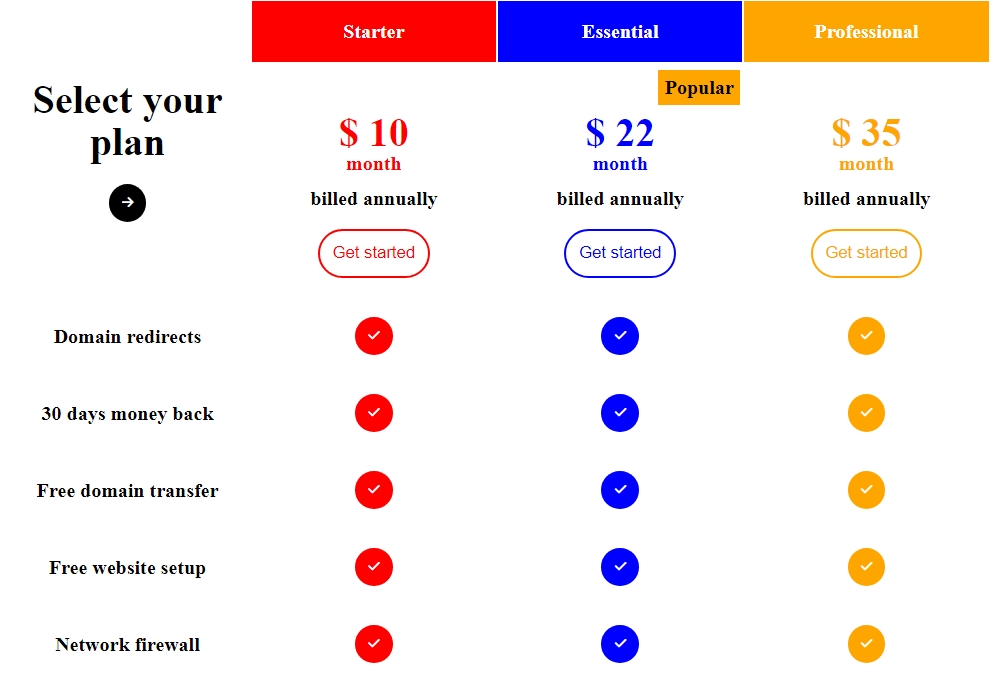 Starter
Essential
Professional
Select your
plan
Popular
$ 10
month
billed annually
Get started
$ 22
month
billed annually
Get started
$ 35
month
billed annually
Get started
Domain redirects
30 days money back
Free domain transfer
Free website setup
Network firewall